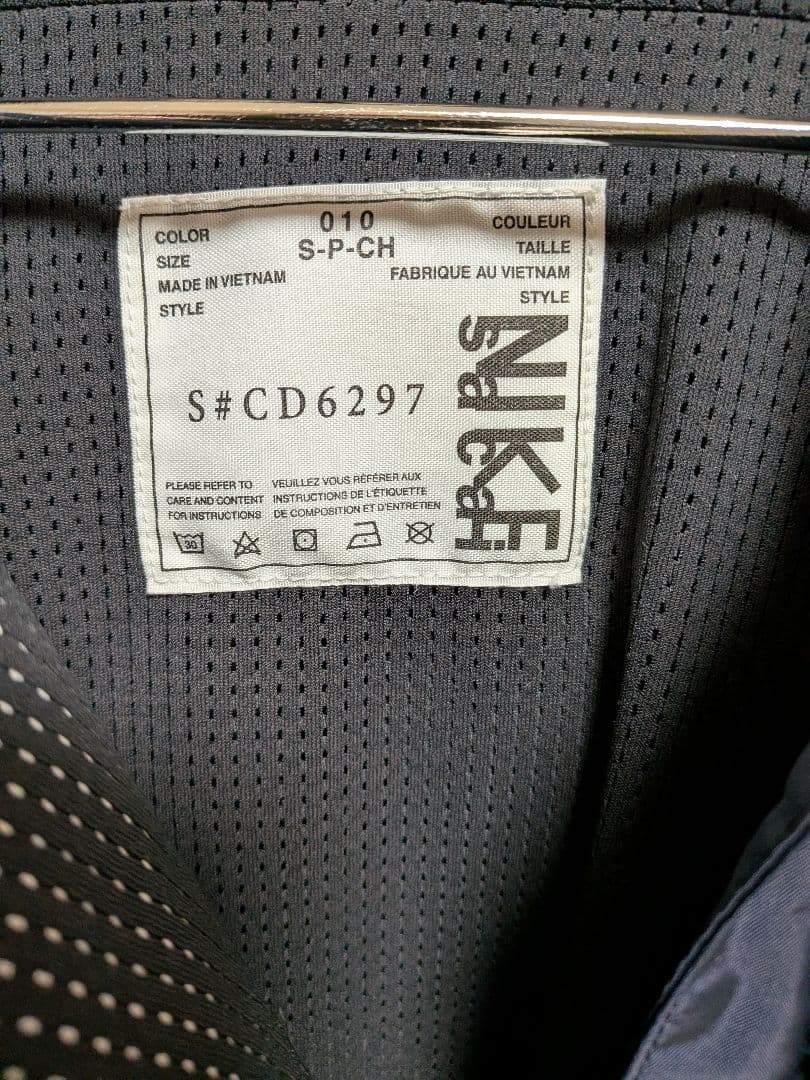 COLOR 010 COULEUR
SIZE S-P-CH TAILLE
MADE IN VIETNAM FABRIQUE AU VIETNAM
STYLE STYLE
S#CD6297
NIKE
sacai
PLEASE REFER TO
CARE AND CONTENT
FOR INSTRUCTIONS
VEUILLEZ VOUS RÉFÉRER AUX
INSTRUCTIONS DE L'ÉTIQUETTE
DE COMPOSITION ET D'ENTRETIEN
30